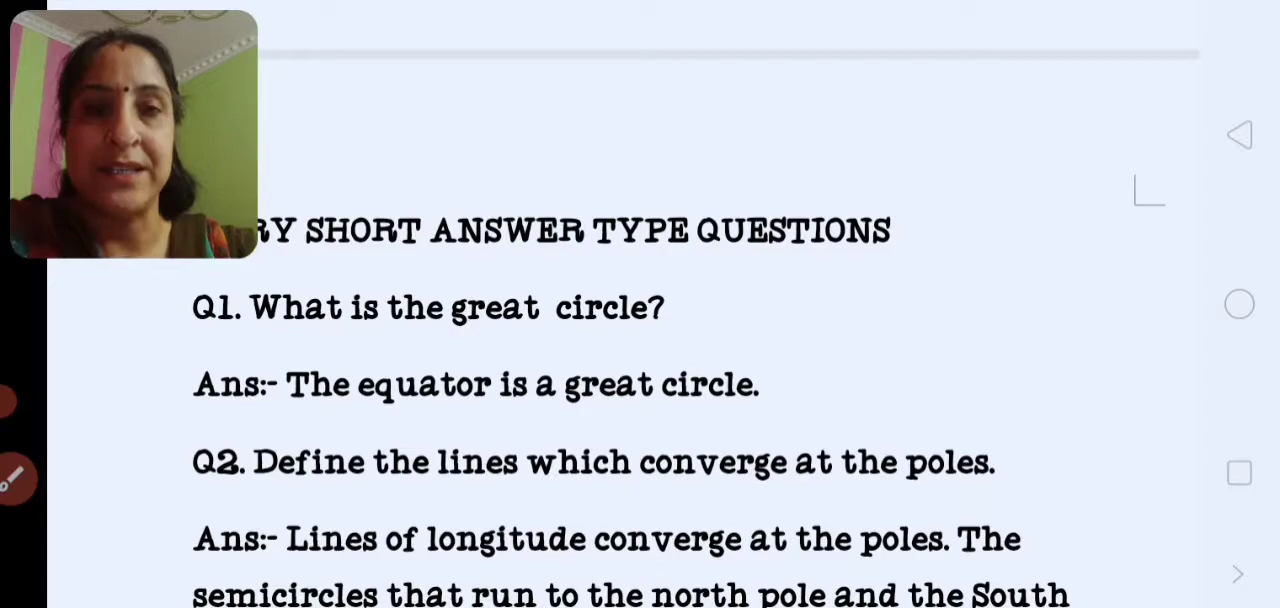 RY SHORT ANSWER TYPE QUESTIONS
Q1. What is the great circle?
Ans:- The equator is a great circle.
Q2. Define the lines which converge at the poles.
Ans:- Lines of longitude converge at the poles. The
semicircles that run to the north pole and the South